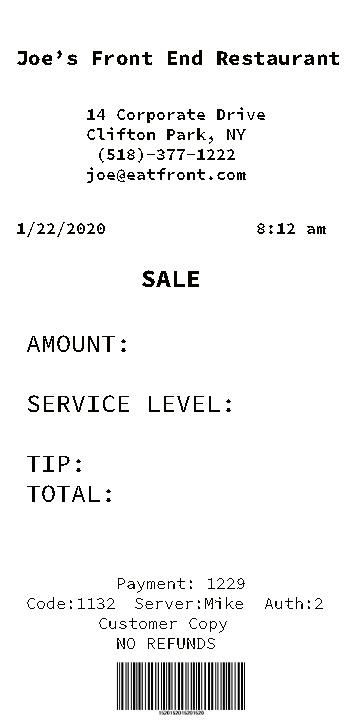 Joe’s Front End Restaurant
14 Corporate Drive
Clifton Park, NY
(518)-377-1222
joe@eatfront.com
1/22/2020 8:12 am
SALE
AMOUNT:
SERVICE LEVEL:
TIP:
TOTAL:
Payment: 1229
Code:1132 Server:Mike Auth:2
Customer Copy
NO REFUNDS